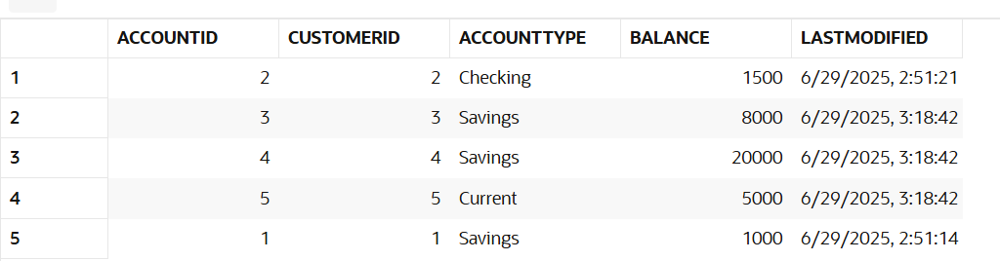 ACCOUNTID CUSTOMERID ACCOUNTTYPE BALANCE LASTMODIFIED
1 2 2 Checking 1500 6/29/2025, 2:51:21
2 3 3 Savings 8000 6/29/2025, 3:18:42
3 4 4 Savings 20000 6/29/2025, 3:18:42
4 5 5 Current 5000 6/29/2025, 3:18:42
5 1 1 Savings 1000 6/29/2025, 2:51:14